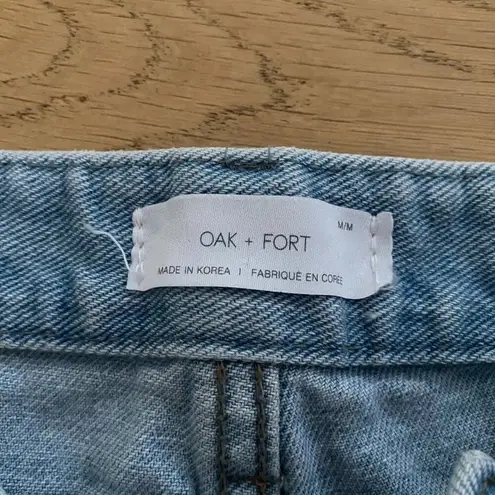 M/M
OAK + FORT
MADE IN KOREA | FABRIQUÉ EN CORÉE